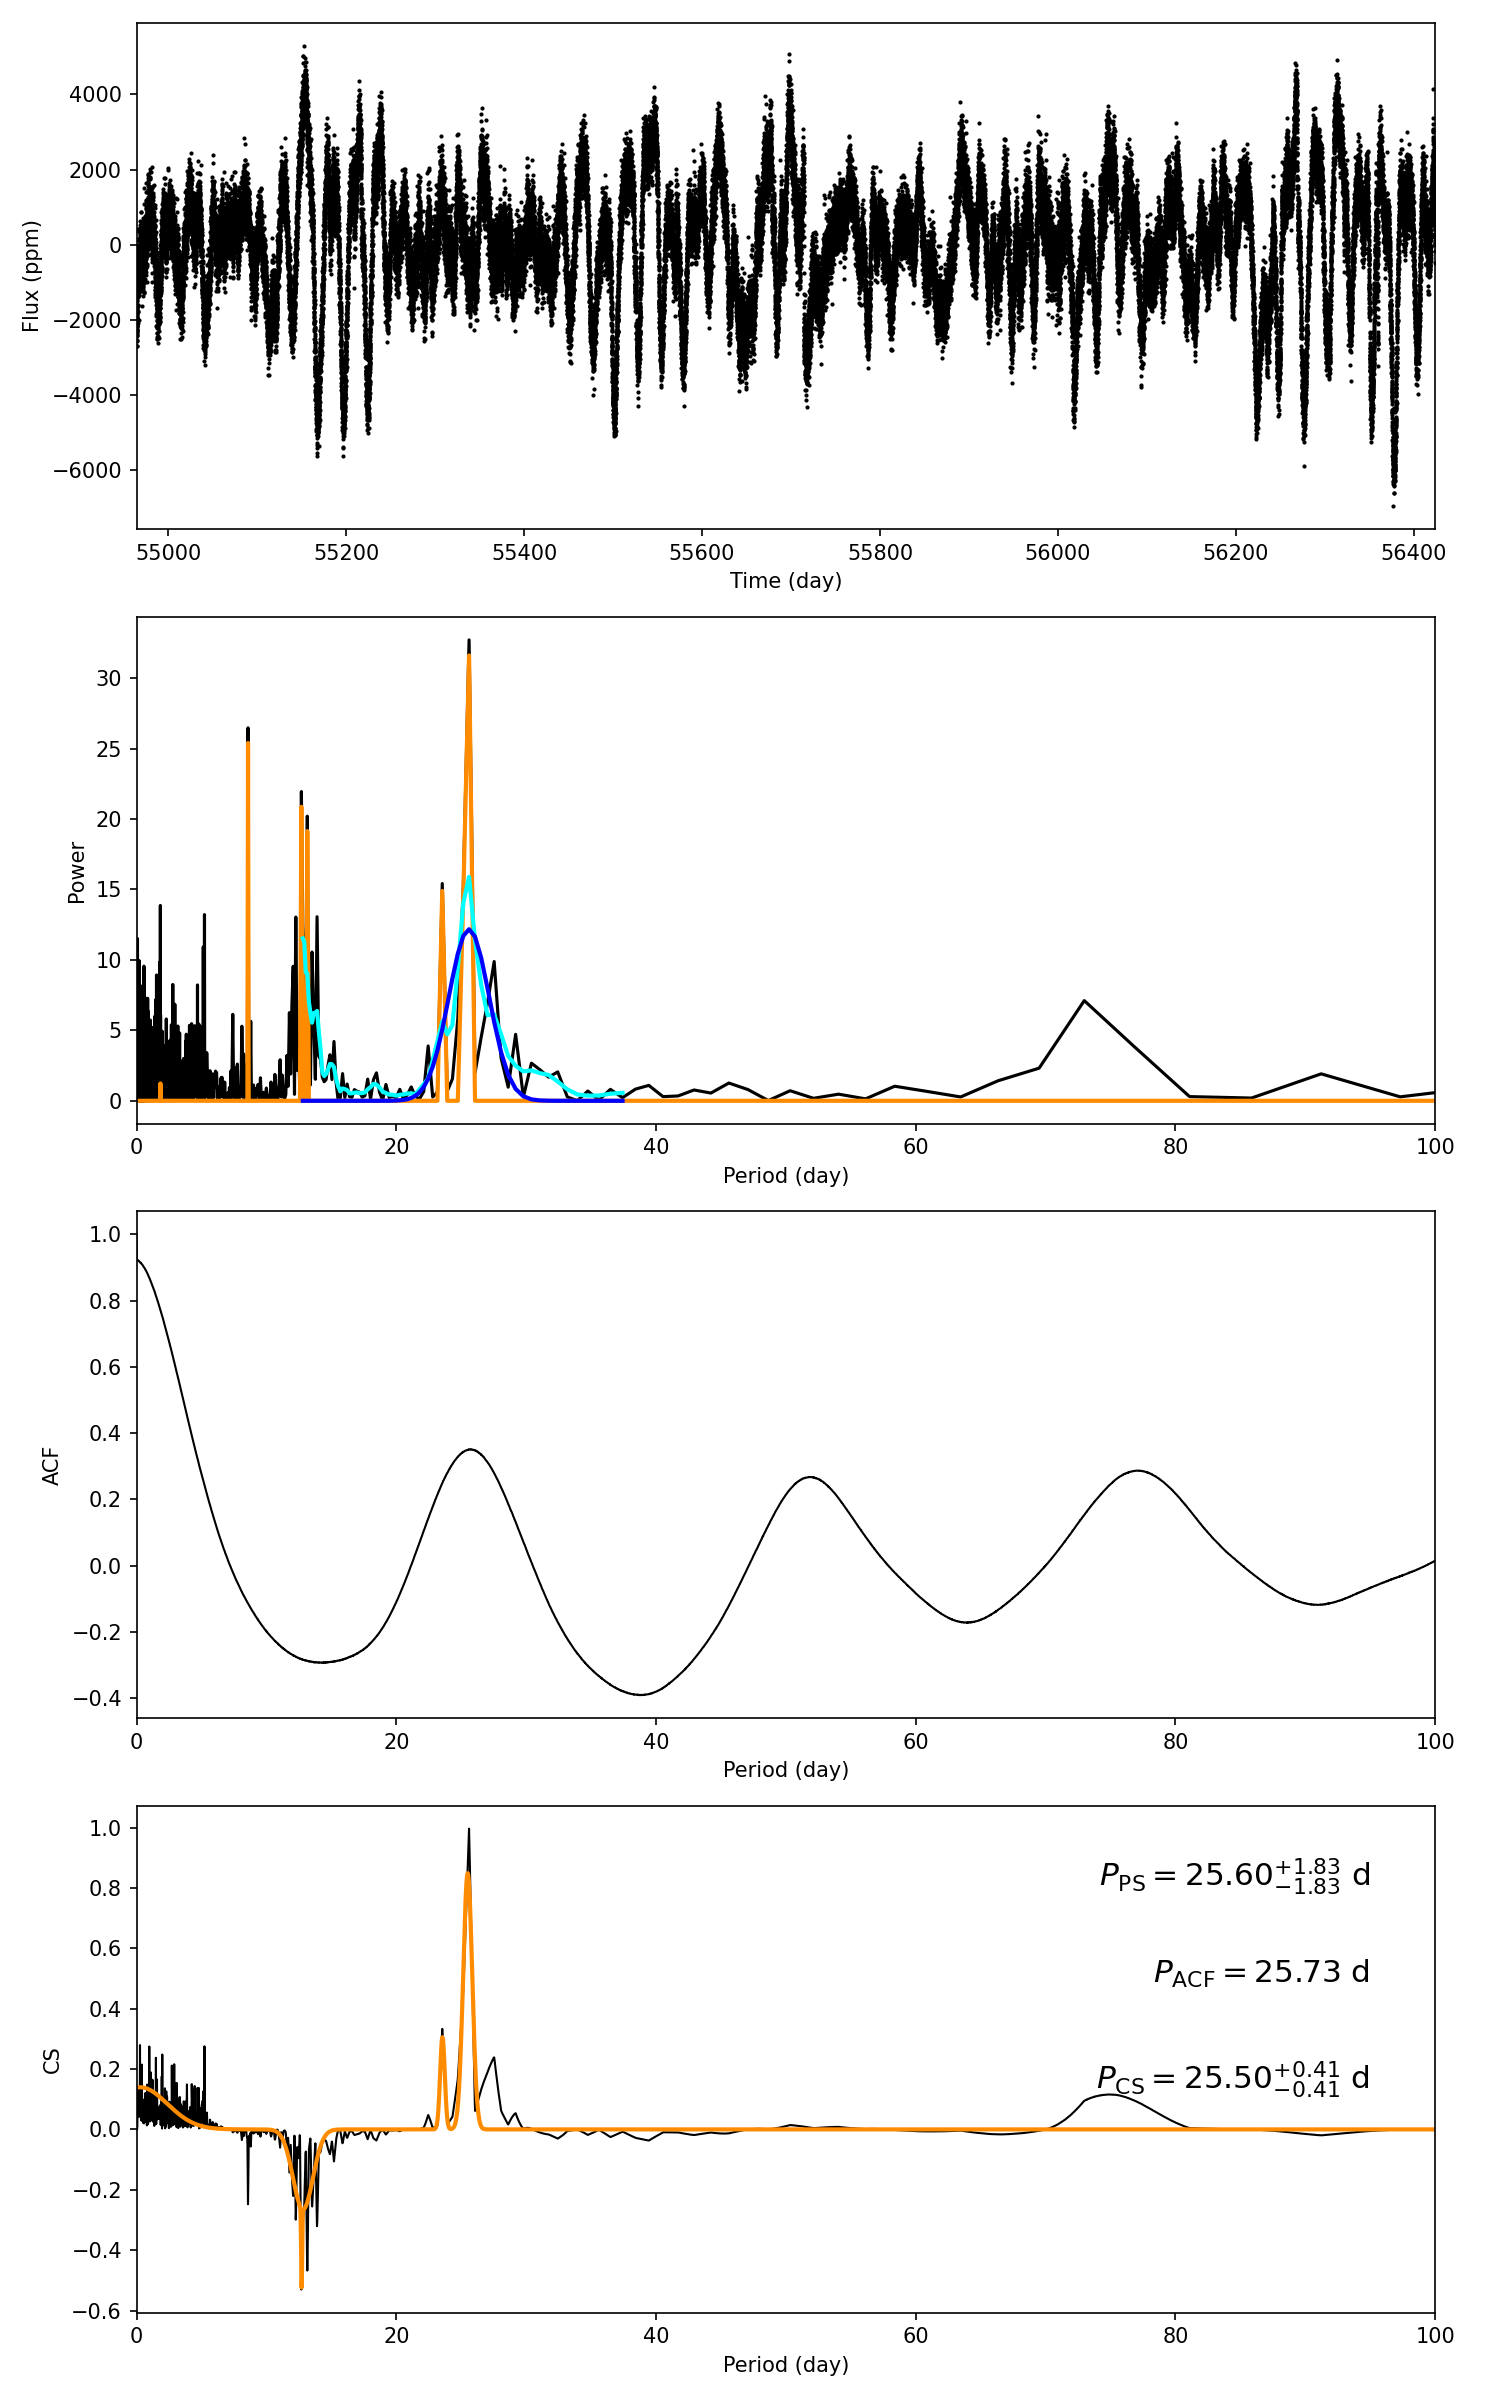 4000
2000
0
−2000
−4000
−6000
Flux (ppm)
55000 55200 55400 55600 55800 56000 56200 56400
Time (day)
30
25
20
15
10
5
0
Power
0 20 40 60 80 100
Period (day)
1.0
0.8
0.6
0.4
0.2
0.0
−0.2
−0.4
ACF
0 20 40 60 80 100
Period (day)
1.0
0.8
0.6
0.4
0.2
0.0
−0.2
−0.4
−0.6
CS
P_PS = 25.60^{+1.83}_{−1.83} d
P_ACF = 25.73 d
P_CS = 25.50^{+0.41}_{−0.41} d
0 20 40 60 80 100
Period (day)